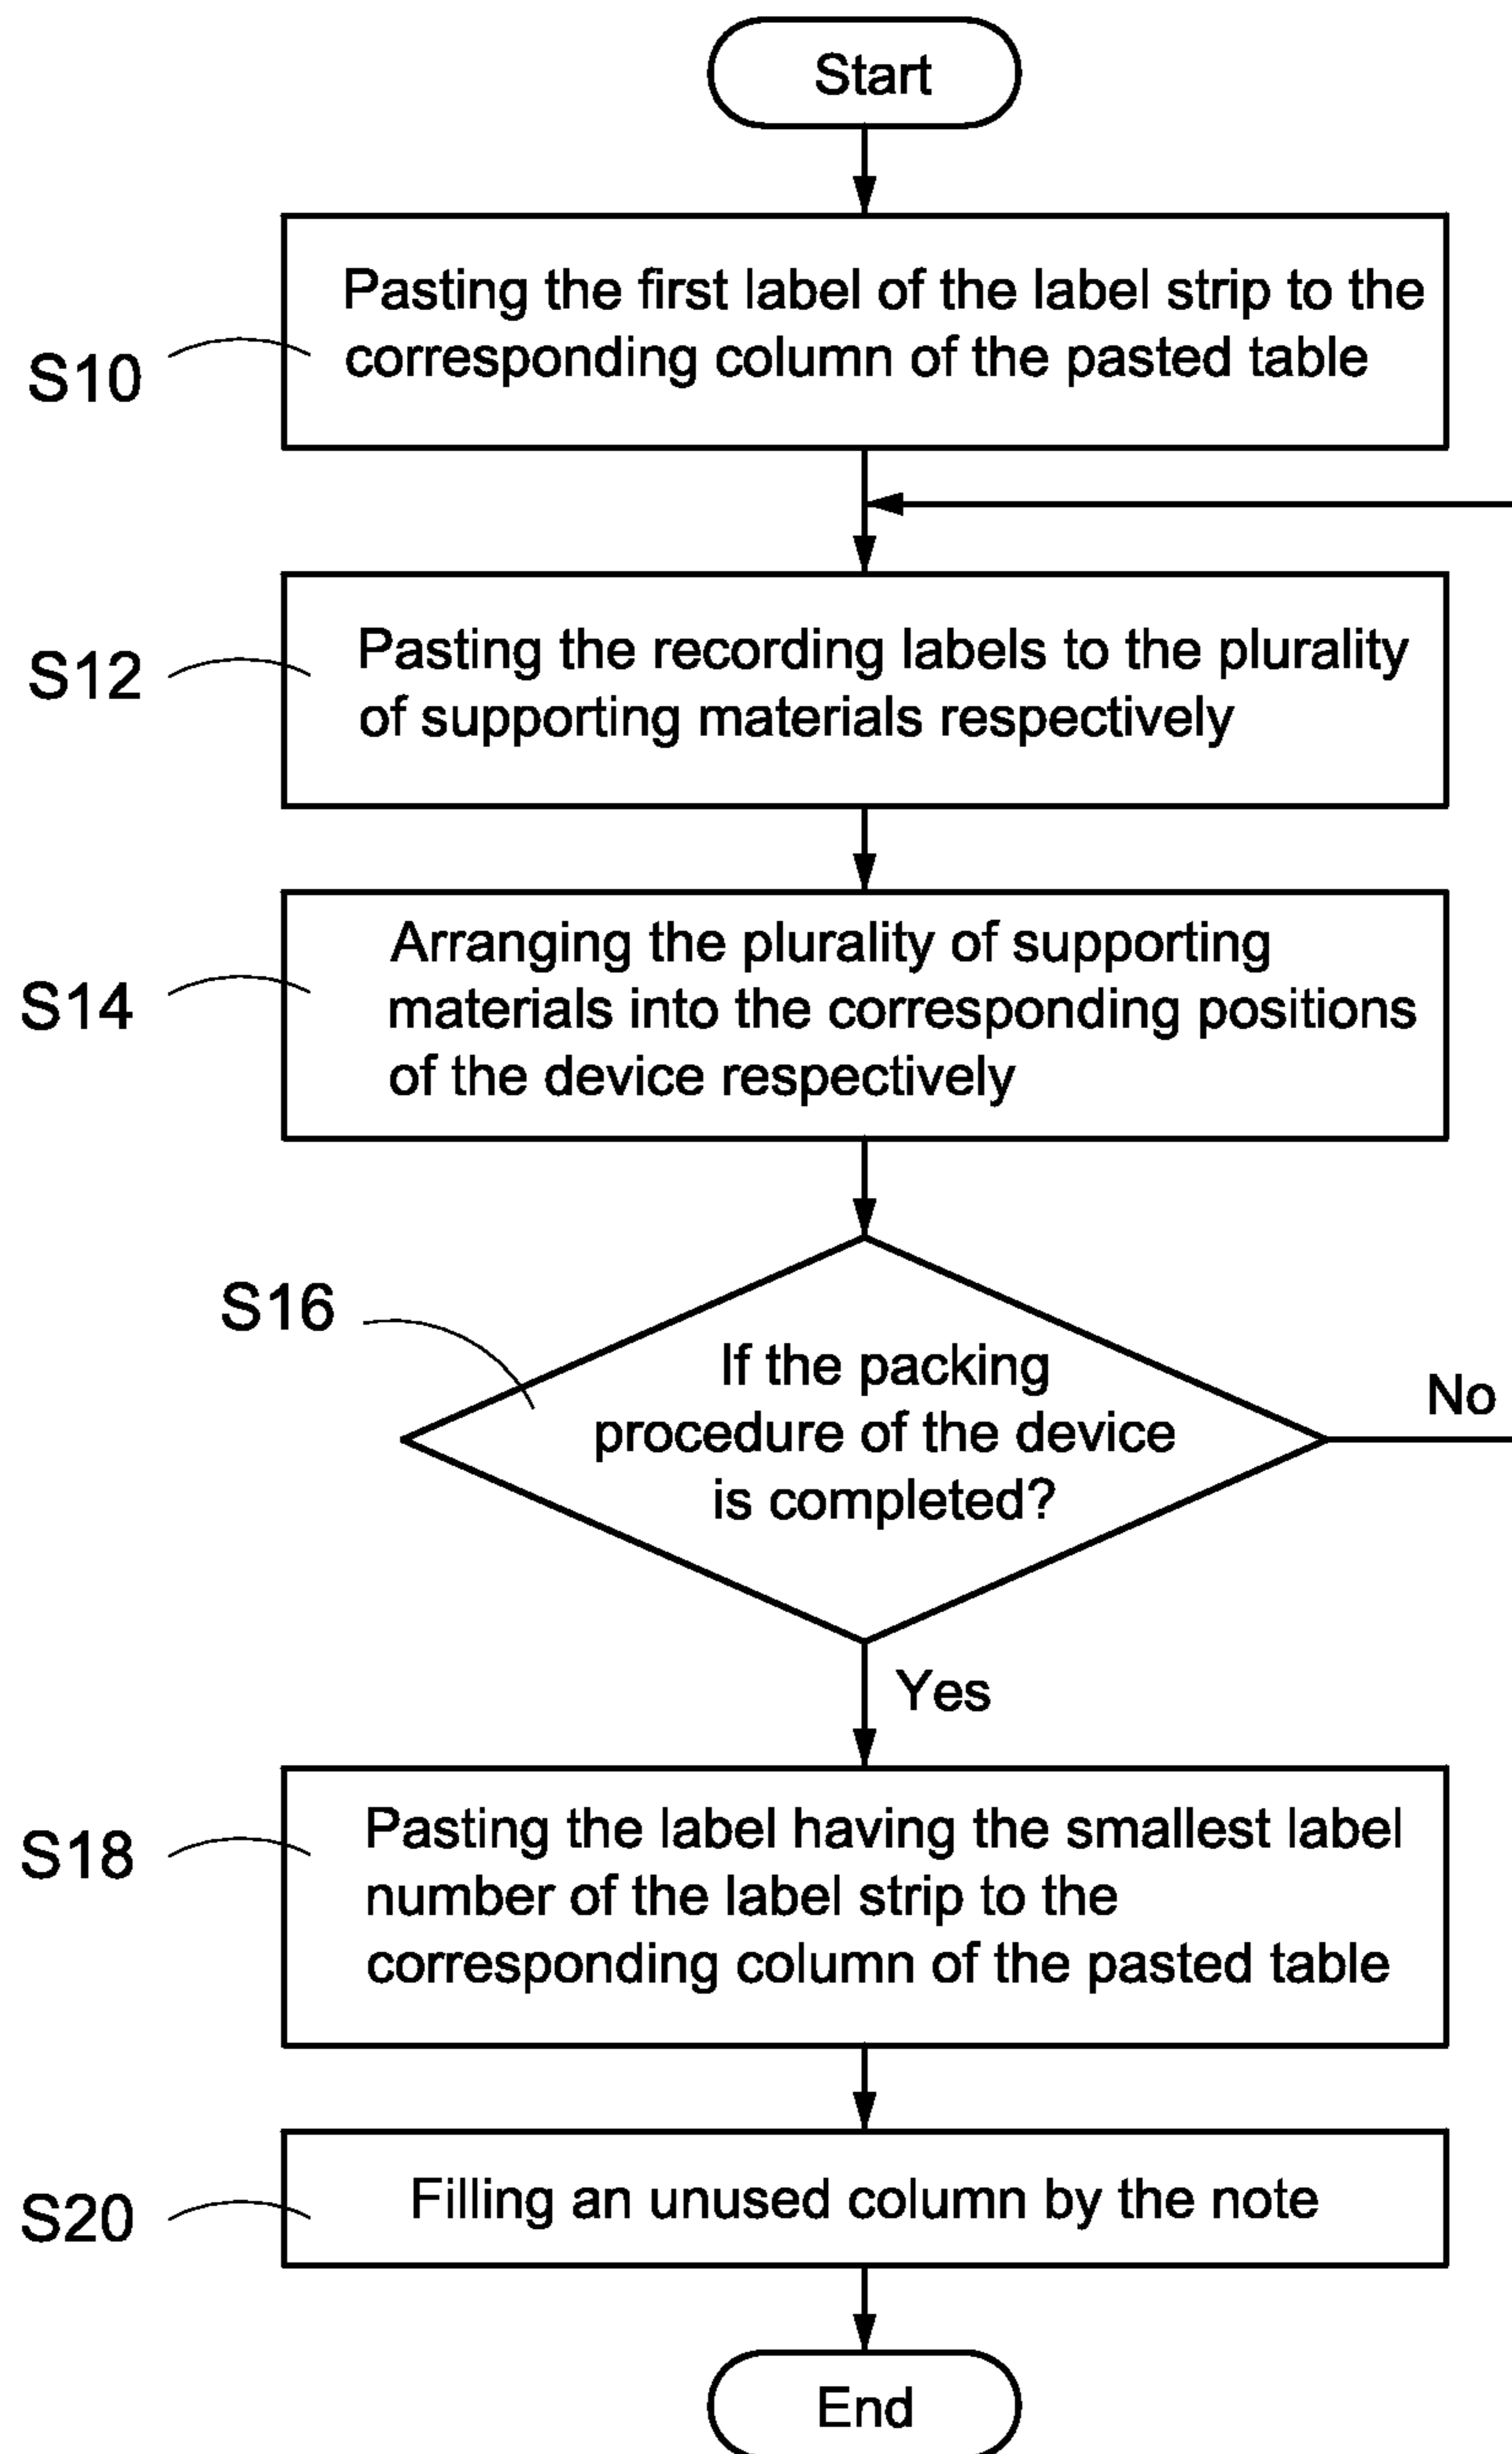 Start
Pasting the first label of the label strip to the
corresponding column of the pasted table
S10
Pasting the recording labels to the plurality
of supporting materials respectively
S12
Arranging the plurality of supporting
materials into the corresponding positions
of the device respectively
S14
S16
If the packing
procedure of the device
is completed?
No
Yes
Pasting the label having the smallest label
number of the label strip to the
corresponding column of the pasted table
S18
Filling an unused column by the note
S20
End